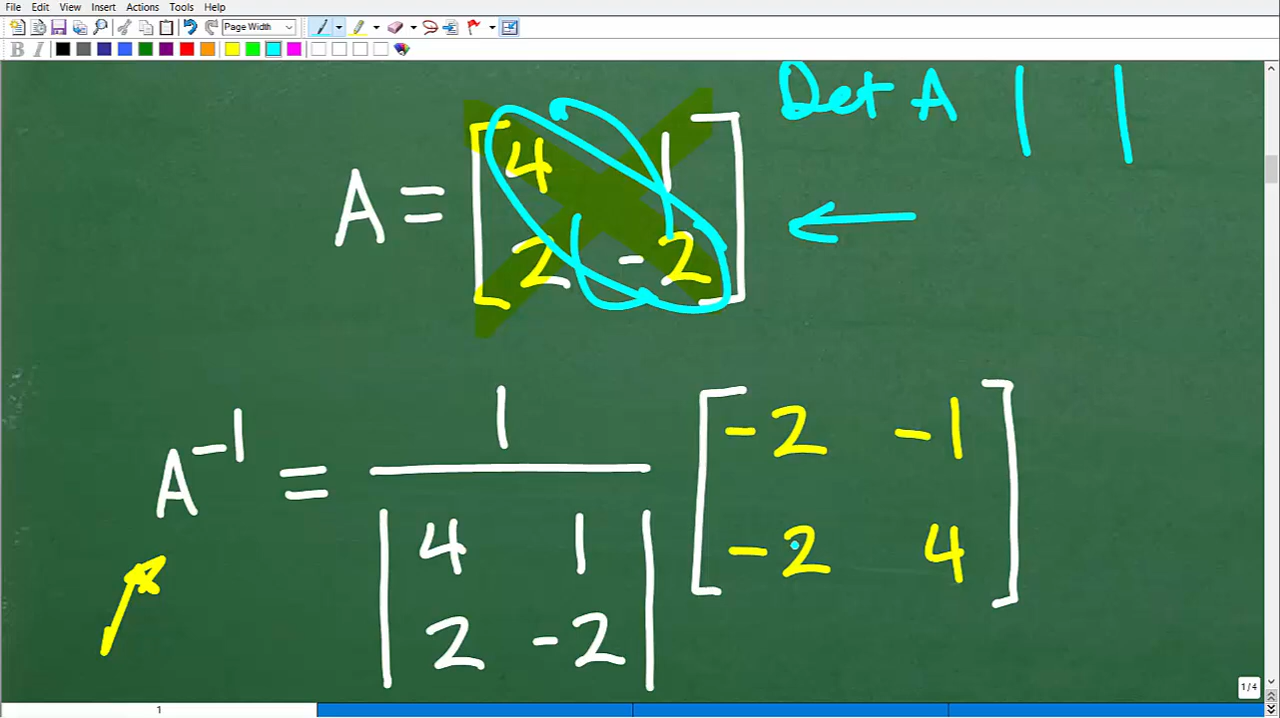 File Edit View Insert Actions Tools Help
Page Width
B I
Det A | |
A = [ 4 1
2 -2 ]
A⁻¹ = 1 [ -2 -1
| 4 1 -2 4 ]
2 -2 |
1/4
1